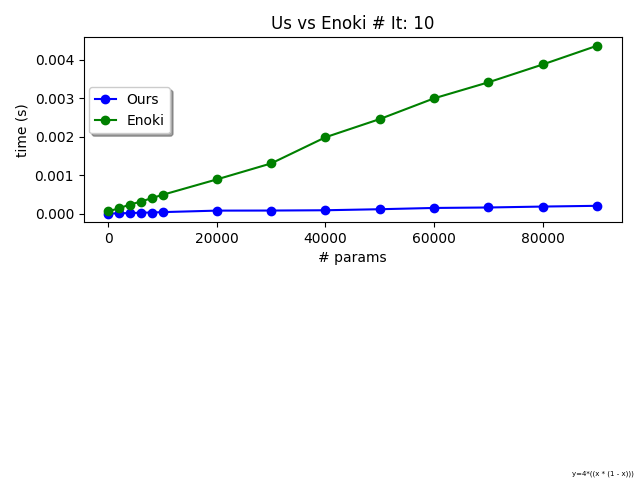 Us vs Enoki # It: 10
time (s)
0.004
0.003
0.002
0.001
0.000
Ours
Enoki
0 20000 40000 60000 80000
# params
y=4*((x * (1 - x)))